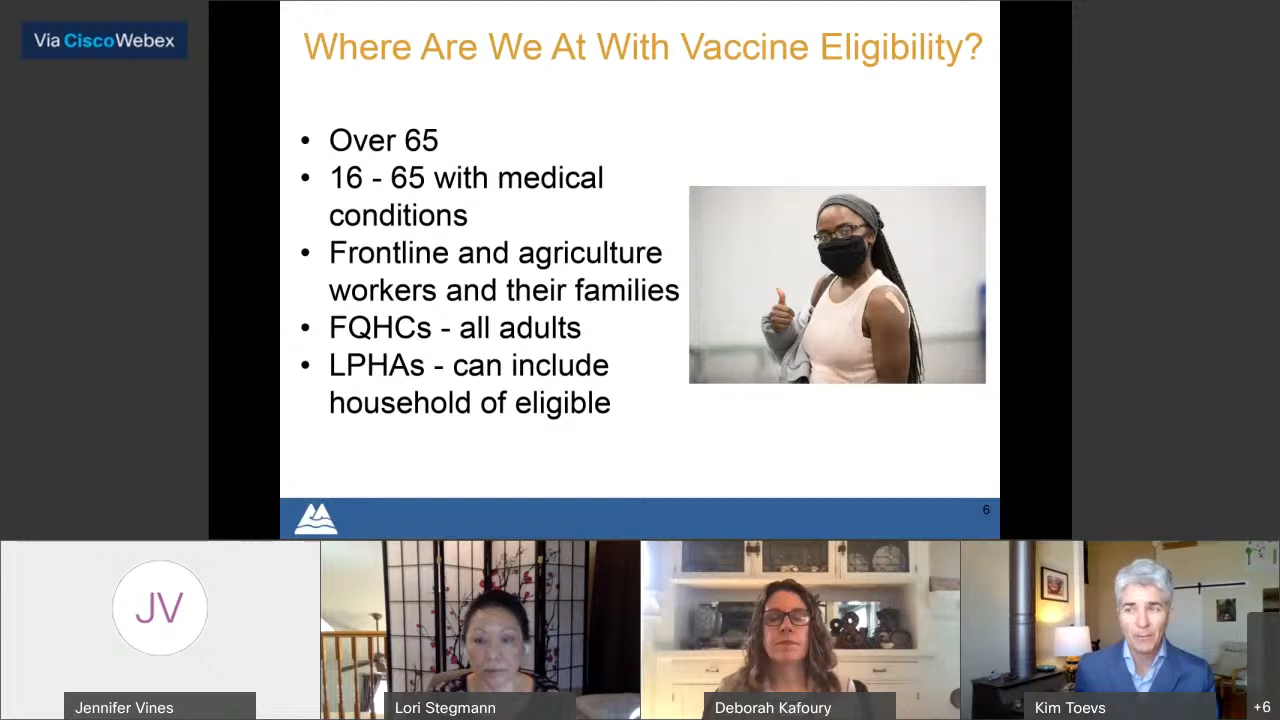 Via Cisco Webex
Where Are We At With Vaccine Eligibility?
• Over 65
• 16 - 65 with medical
conditions
• Frontline and agriculture
workers and their families
• FQHCs - all adults
• LPHAs - can include
household of eligible
6
JV
Jennifer Vines
Lori Stegmann
Deborah Kafoury
Kim Toevs
+6